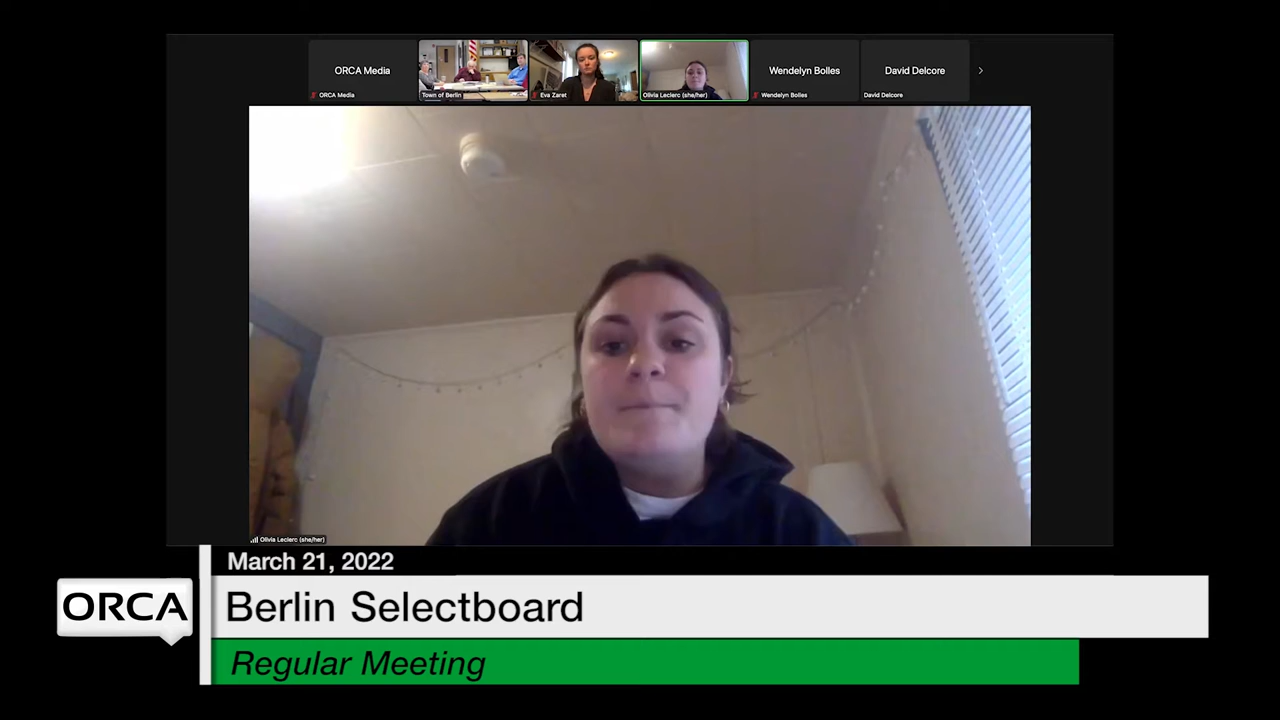 ORCA Media
Wendelyn Bolles
David Delcore
ORCA Media
Town of Berlin
Eva Zaret
Olivia Leclerc (she/her)
Wendelyn Bolles
David Delcore
Olivia Leclerc (she/her)
March 21, 2022
ORCA
Berlin Selectboard
Regular Meeting